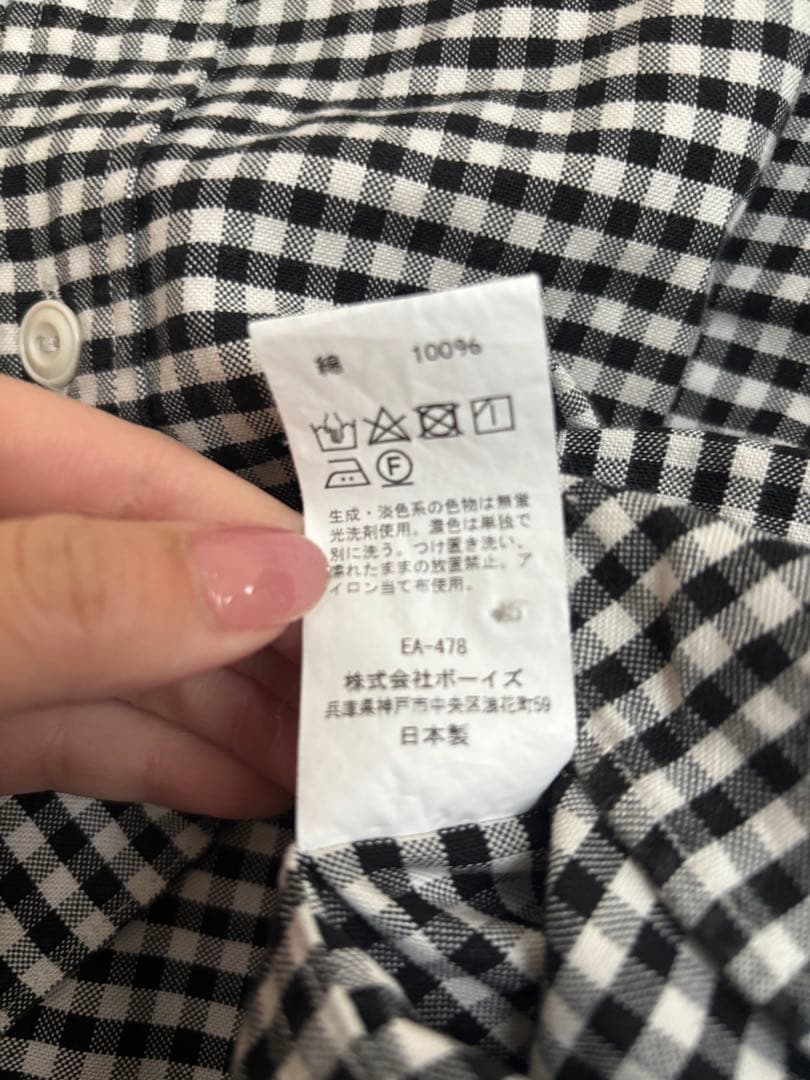 綿 100%
F
生成・淡色系の色物は無蛍
光洗剤使用。濃色は単独で
別に洗う。つけ置き洗い、
濡れたままの放置禁止。ア
イロン当て布使用。
EA-478
株式会社ボーイズ
兵庫県神戸市中央区浪花町59
日本製